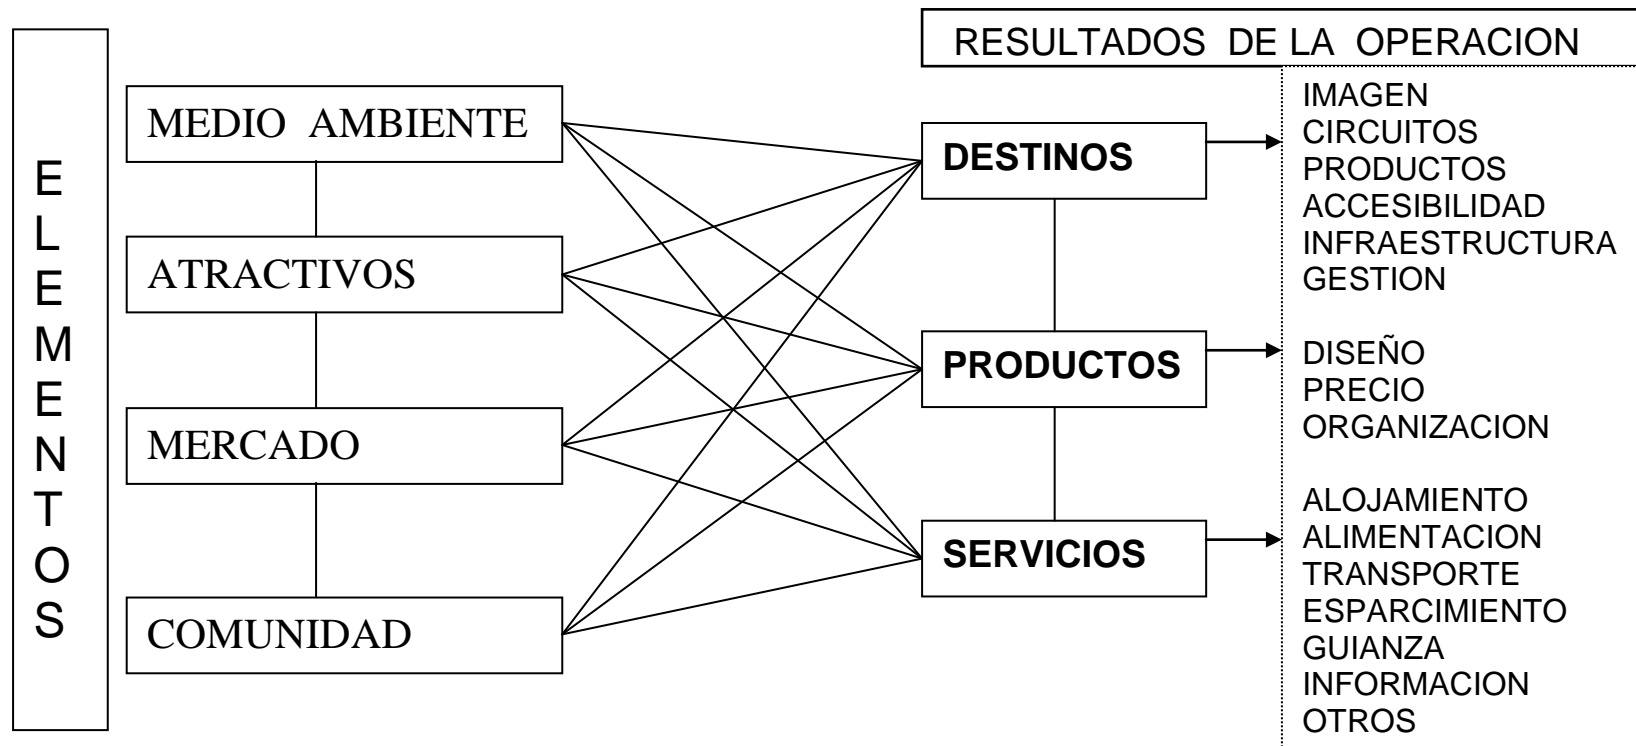 RESULTADOS DE LA OPERACION
E
L
E
M
E
N
T
O
S
MEDIO AMBIENTE
ATRACTIVOS
MERCADO
COMUNIDAD
DESTINOS
PRODUCTOS
SERVICIOS
IMAGEN
CIRCUITOS
PRODUCTOS
ACCESIBILIDAD
INFRAESTRUCTURA
GESTION
DISEÑO
PRECIO
ORGANIZACION
ALOJAMIENTO
ALIMENTACION
TRANSPORTE
ESPARCIMIENTO
GUIANZA
INFORMACION
OTROS